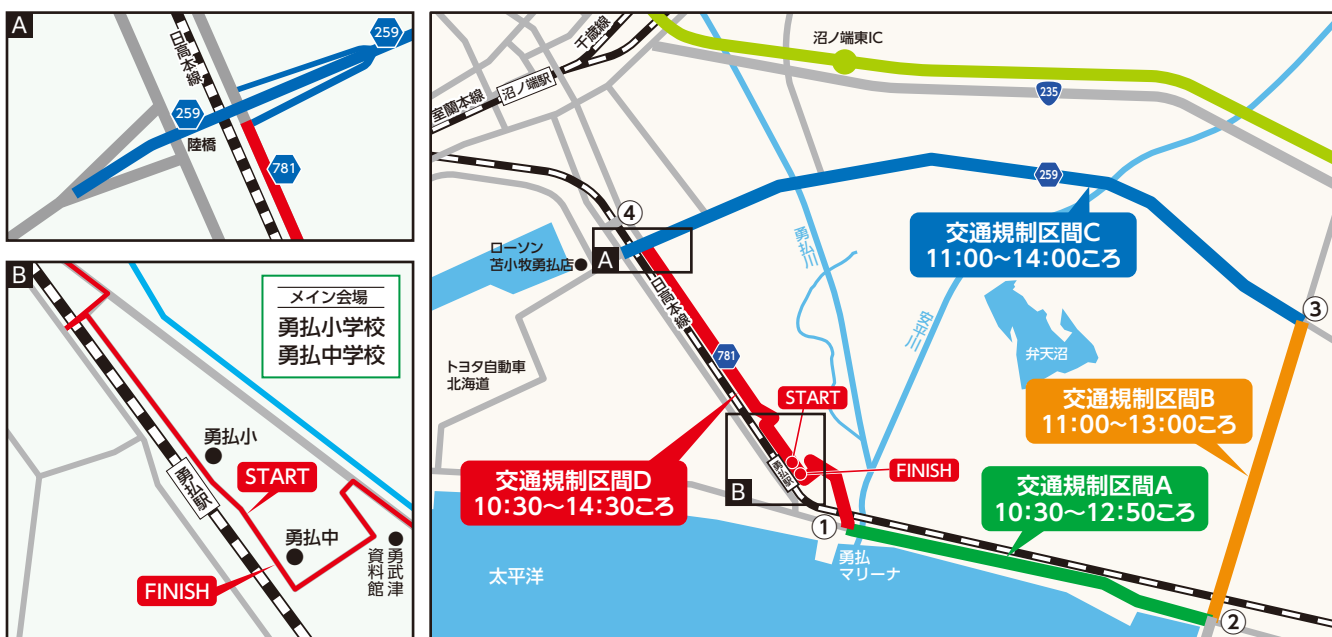 A
日高本線
259
259
陸橋
781
B
メイン会場
勇払小学校
勇払中学校
勇払小
START
勇払駅
勇払中
FINISH
勇武津
資料館
千歳線
室蘭本線
沼ノ端駅
沼ノ端東IC
235
259
④
ローソン
苫小牧勇払店
A
勇払川
交通規制区間C
11:00~14:00ころ
安平川
③
日高本線
弁天沼
トヨタ自動車
北海道
781
START
交通規制区間B
11:00~13:00ころ
交通規制区間D
10:30~14:30ころ
勇払駅
FINISH
B
交通規制区間A
10:30~12:50ころ
①
勇払
マリーナ
太平洋
②